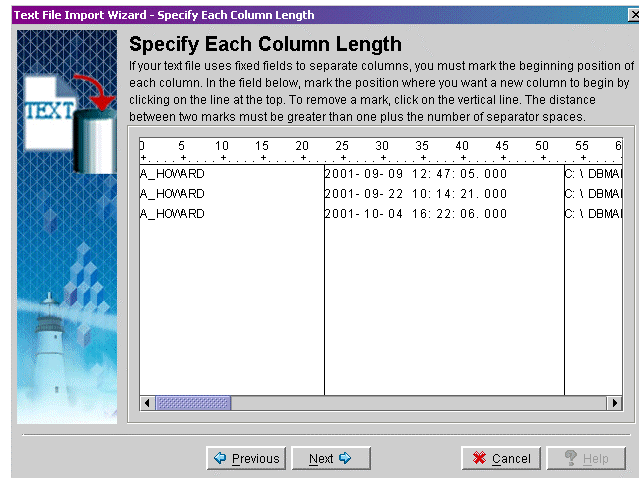 Text File Import Wizard - Specify Each Column Length
TEXT
Specify Each Column Length
If your text file uses fixed fields to separate columns, you must mark the beginning position of
each column. In the field below, mark the position where you want a new column to begin by
clicking on the line at the top. To remove a mark, click on the vertical line. The distance
between two marks must be greater than one plus the number of separator spaces.
0 5 10 15 20 25 30 35 40 45 50 55 6
+ . . . . + . . . . + . . . . + . . . . + . . . . + . . . . + . . . . + . . . . + . . . . + . . . . + . . . . + . . . . +
A_HOWARD 2001-09-09 12:47:05.000 C:\DBMAI
A_HOWARD 2001-09-22 10:14:21.000 C:\DBMAI
A_HOWARD 2001-10-04 16:22:06.000 C:\DBMAI
Previous Next Cancel Help